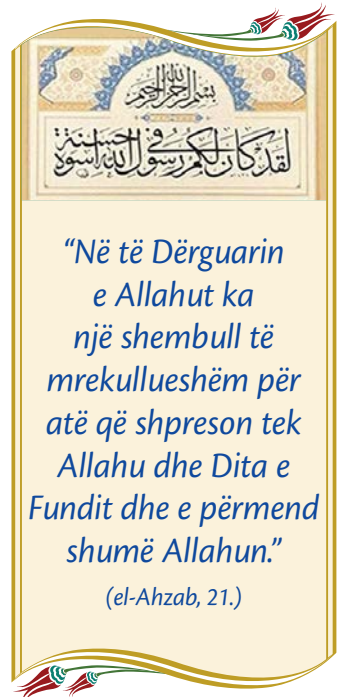 بسم الله الرحمن الرحيم
لقد كان لكم في رسول الله أسوة حسنة
“Në të Dërguarin
e Allahut ka
një shembull të
mrekullueshëm për
atë që shpreson tek
Allahu dhe Dita e
Fundit dhe e përmend
shumë Allahun.”
(el-Ahzab, 21.)